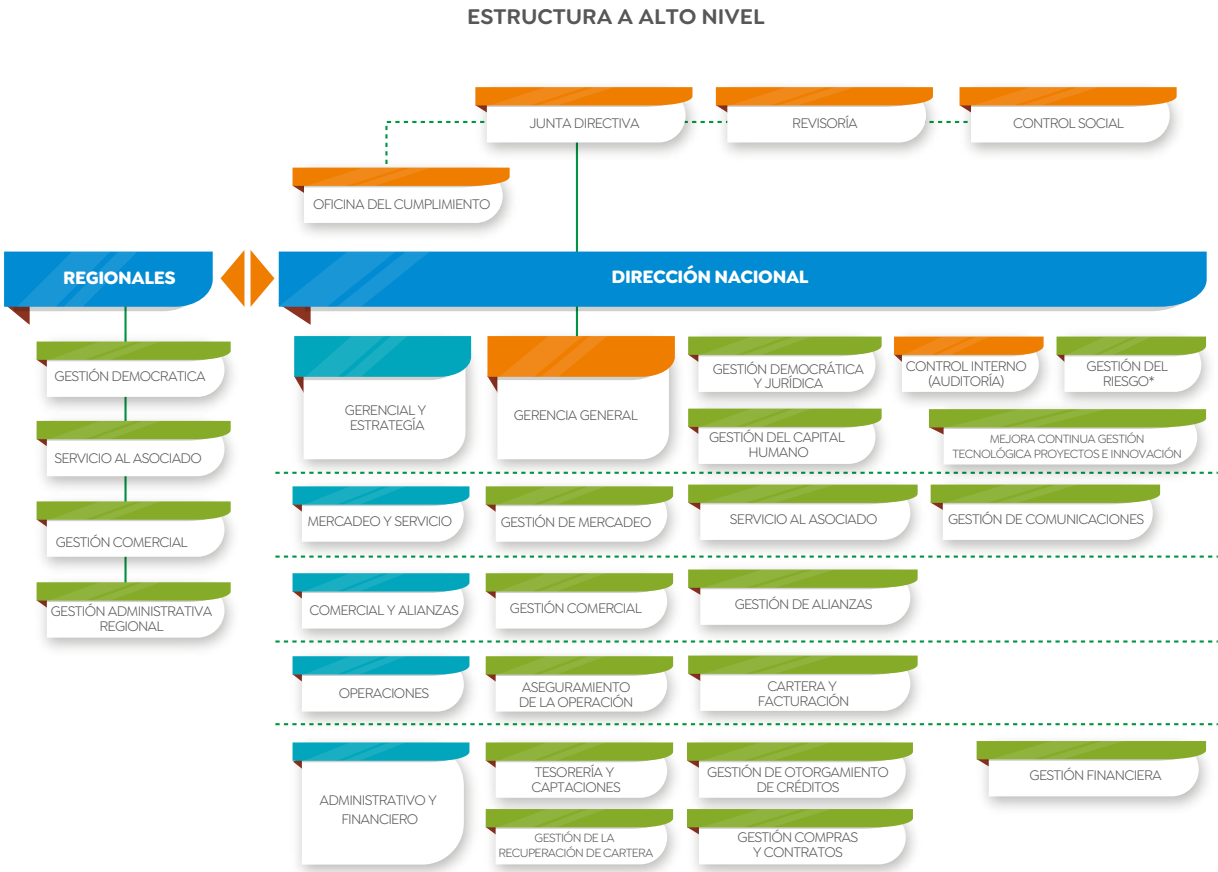 ESTRUCTURA A ALTO NIVEL
JUNTA DIRECTIVA
REVISORÍA
CONTROL SOCIAL
OFICINA DEL CUMPLIMIENTO
REGIONALES
DIRECCIÓN NACIONAL
GESTIÓN DEMOCRATICA
SERVICIO AL ASOCIADO
GESTIÓN COMERCIAL
GESTIÓN ADMINISTRATIVA
REGIONAL
GERENCIAL Y
ESTRATEGÍA
GERENCIA GENERAL
GESTIÓN DEMOCRÁTICA
Y JURÍDICA
CONTROL INTERNO
(AUDITORÍA)
GESTIÓN DEL
RIESGO*
GESTIÓN DEL CAPITAL
HUMANO
MEJORA CONTINUA GESTIÓN
TECNOLÓGICA PROYECTOS E INNOVACIÓN
MERCADEO Y SERVICIO
GESTIÓN DE MERCADEO
SERVICIO AL ASOCIADO
GESTIÓN DE COMUNICACIONES
COMERCIAL Y ALIANZAS
GESTIÓN COMERCIAL
GESTIÓN DE ALIANZAS
OPERACIONES
ASEGURAMIENTO
DE LA OPERACIÓN
CARTERA Y
FACTURACIÓN
ADMINISTRATIVO Y
FINANCIERO
TESORERÍA Y
CAPTACIONES
GESTIÓN DE OTORGAMIENTO
DE CRÉDITOS
GESTIÓN FINANCIERA
GESTIÓN DE LA
RECUPERACIÓN DE CARTERA
GESTIÓN COMPRAS
Y CONTRATOS